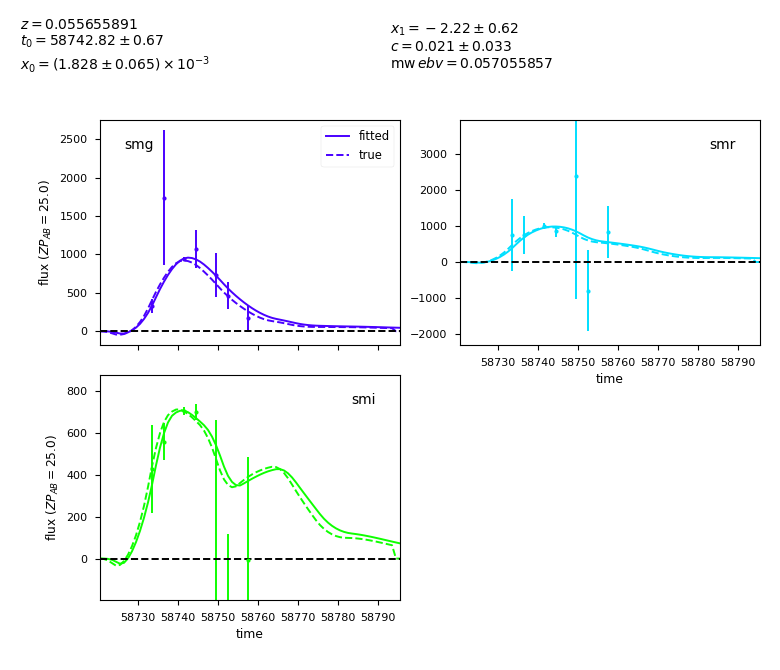 z = 0.055655891
t₀ = 58742.82 ± 0.67
x₀ = (1.828 ± 0.065) × 10⁻³
x₁ = −2.22 ± 0.62
c = 0.021 ± 0.033
mwebv = 0.057055857
smg
fitted
true
2500
2000
1500
1000
500
0
flux (ZP_AB = 25.0)
smr
3000
2000
1000
0
−1000
−2000
58730 58740 58750 58760 58770 58780 58790
time
smi
800
600
400
200
0
flux (ZP_AB = 25.0)
58730 58740 58750 58760 58770 58780 58790
time